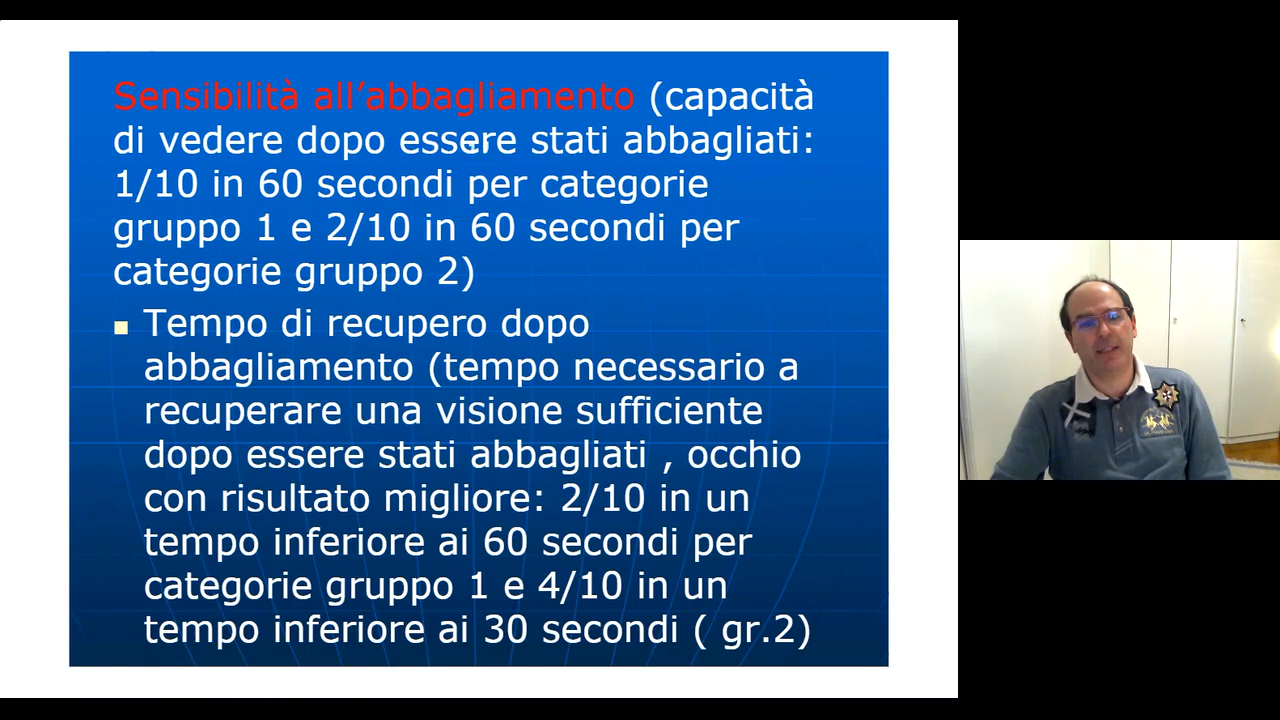 Sensibilità all'abbagliamento (capacità
di vedere dopo essere stati abbagliati:
1/10 in 60 secondi per categorie
gruppo 1 e 2/10 in 60 secondi per
categorie gruppo 2)
Tempo di recupero dopo
abbagliamento (tempo necessario a
recuperare una visione sufficiente
dopo essere stati abbagliati , occhio
con risultato migliore: 2/10 in un
tempo inferiore ai 60 secondi per
categorie gruppo 1 e 4/10 in un
tempo inferiore ai 30 secondi ( gr.2)